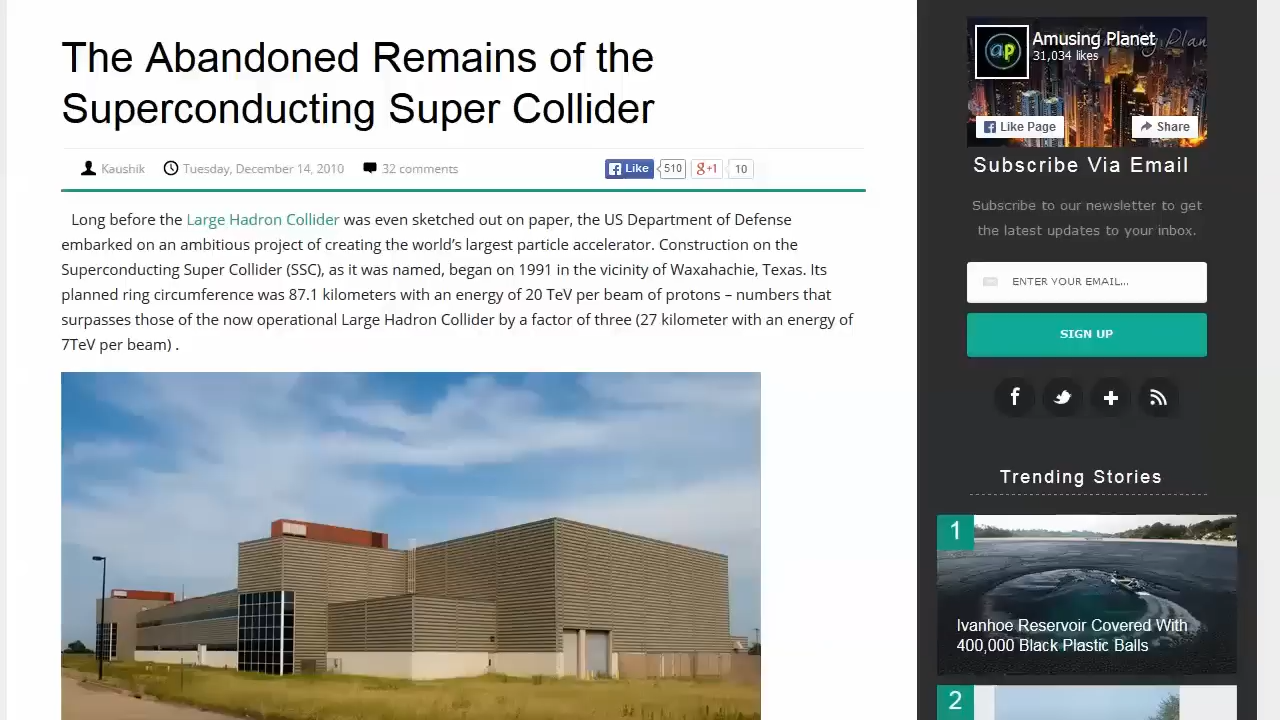 The Abandoned Remains of the
Superconducting Super Collider
Kaushik Tuesday, December 14, 2010 32 comments Like 510 g+1 10
Long before the Large Hadron Collider was even sketched out on paper, the US Department of Defense
embarked on an ambitious project of creating the world's largest particle accelerator. Construction on the
Superconducting Super Collider (SSC), as it was named, began on 1991 in the vicinity of Waxahachie, Texas. Its
planned ring circumference was 87.1 kilometers with an energy of 20 TeV per beam of protons – numbers that
surpasses those of the now operational Large Hadron Collider by a factor of three (27 kilometer with an energy of
7TeV per beam) .
ap
Amusing Planet
31,034 likes
Like Page Share
Subscribe Via Email
Subscribe to our newsletter to get
the latest updates to your inbox.
ENTER YOUR EMAIL...
SIGN UP
Trending Stories
1
Ivanhoe Reservoir Covered With
400,000 Black Plastic Balls
2